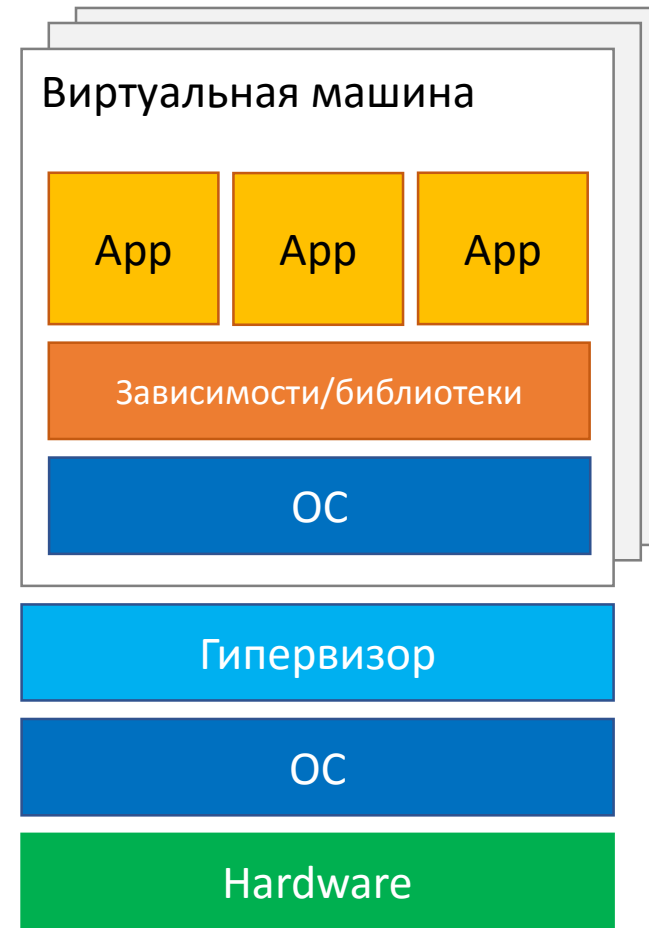 Виртуальная машина
App App App
Зависимости/библиотеки
ОС
Гипервизор
ОС
Hardware